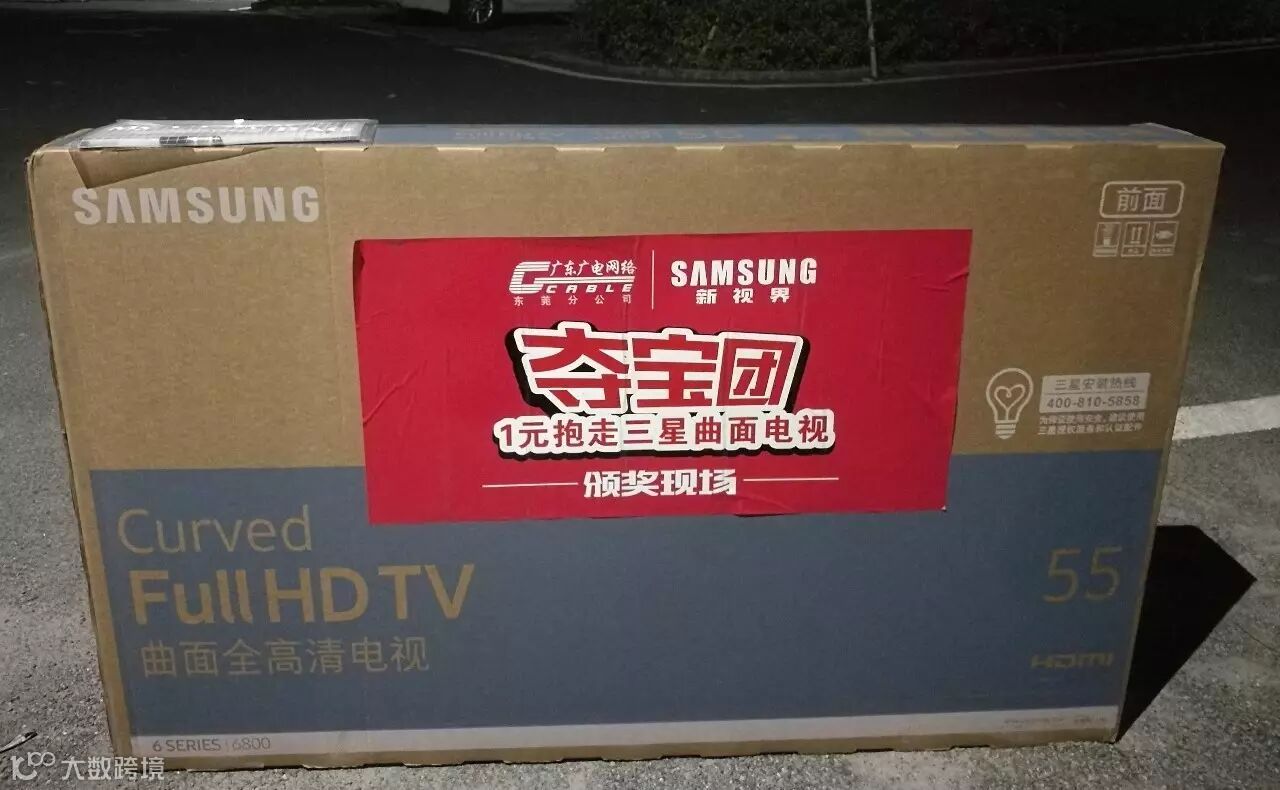 SAMSUNG
前面
广东广电网络
CABLE
东莞分公司
SAMSUNG
新视界
夺宝团
1元抱走三星曲面电视
颁奖现场
三星安装热线
400-810-5858
Curved
Full HD TV
曲面全高清电视
55
HDMI
6 SERIES | 6800
大数跨境